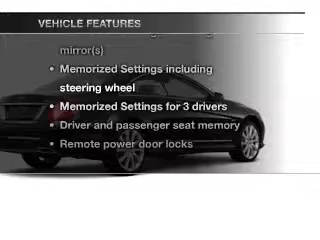 VEHICLE FEATURES
mirror(s)
• Memorized Settings including
steering wheel
• Memorized Settings for 3 drivers
• Driver and passenger seat memory
• Remote power door locks